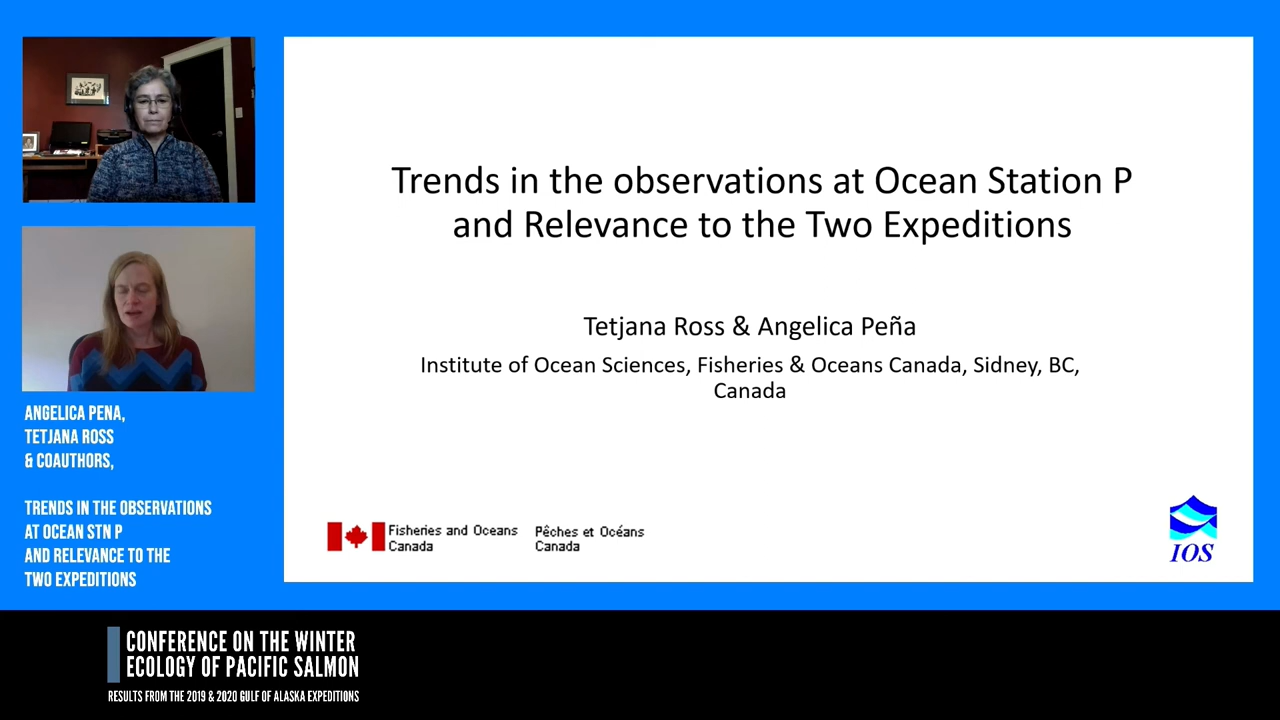 Trends in the observations at Ocean Station P
and Relevance to the Two Expeditions
Tetjana Ross & Angelica Peña
Institute of Ocean Sciences, Fisheries & Oceans Canada, Sidney, BC,
Canada
Fisheries and Oceans
Canada
Pêches et Océans
Canada
IOS
ANGELICA PENA,
TETJANA ROSS
& COAUTHORS,
TRENDS IN THE OBSERVATIONS
AT OCEAN STN P
AND RELEVANCE TO THE
TWO EXPEDITIONS
CONFERENCE ON THE WINTER
ECOLOGY OF PACIFIC SALMON
RESULTS FROM THE 2019 & 2020 GULF OF ALASKA EXPEDITIONS